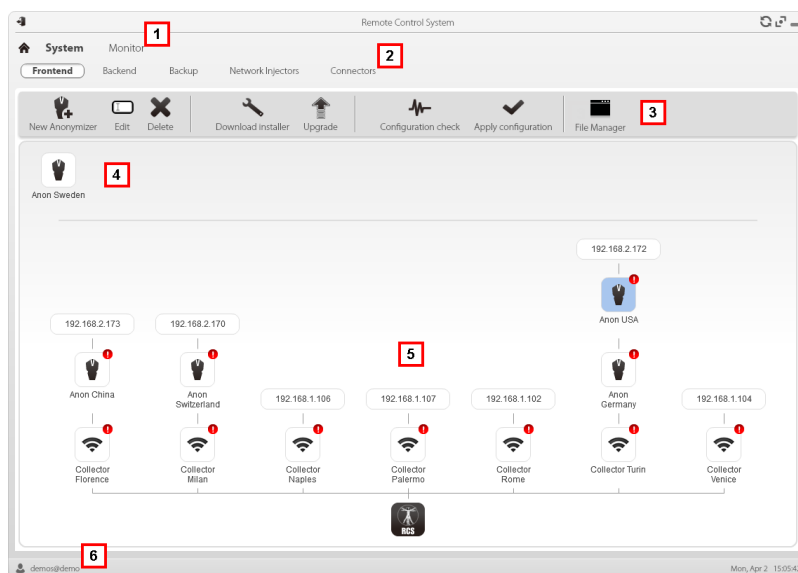 Remote Control System
1
System Monitor
2
Frontend Backend Backup Network Injectors Connectors
3
New Anonymizer Edit Delete Download installer Upgrade Configuration check Apply configuration File Manager
4
Anon Sweden
192.168.2.172
Anon USA
192.168.2.173 192.168.2.170
5
Anon China Anon Switzerland 192.168.1.106 192.168.1.107 192.168.1.102 Anon Germany 192.168.1.104
Collector Florence Collector Milan Collector Naples Collector Palermo Collector Rome Collector Turin Collector Venice
RCS
6
demos@demo Mon, Apr 2 15:05:42